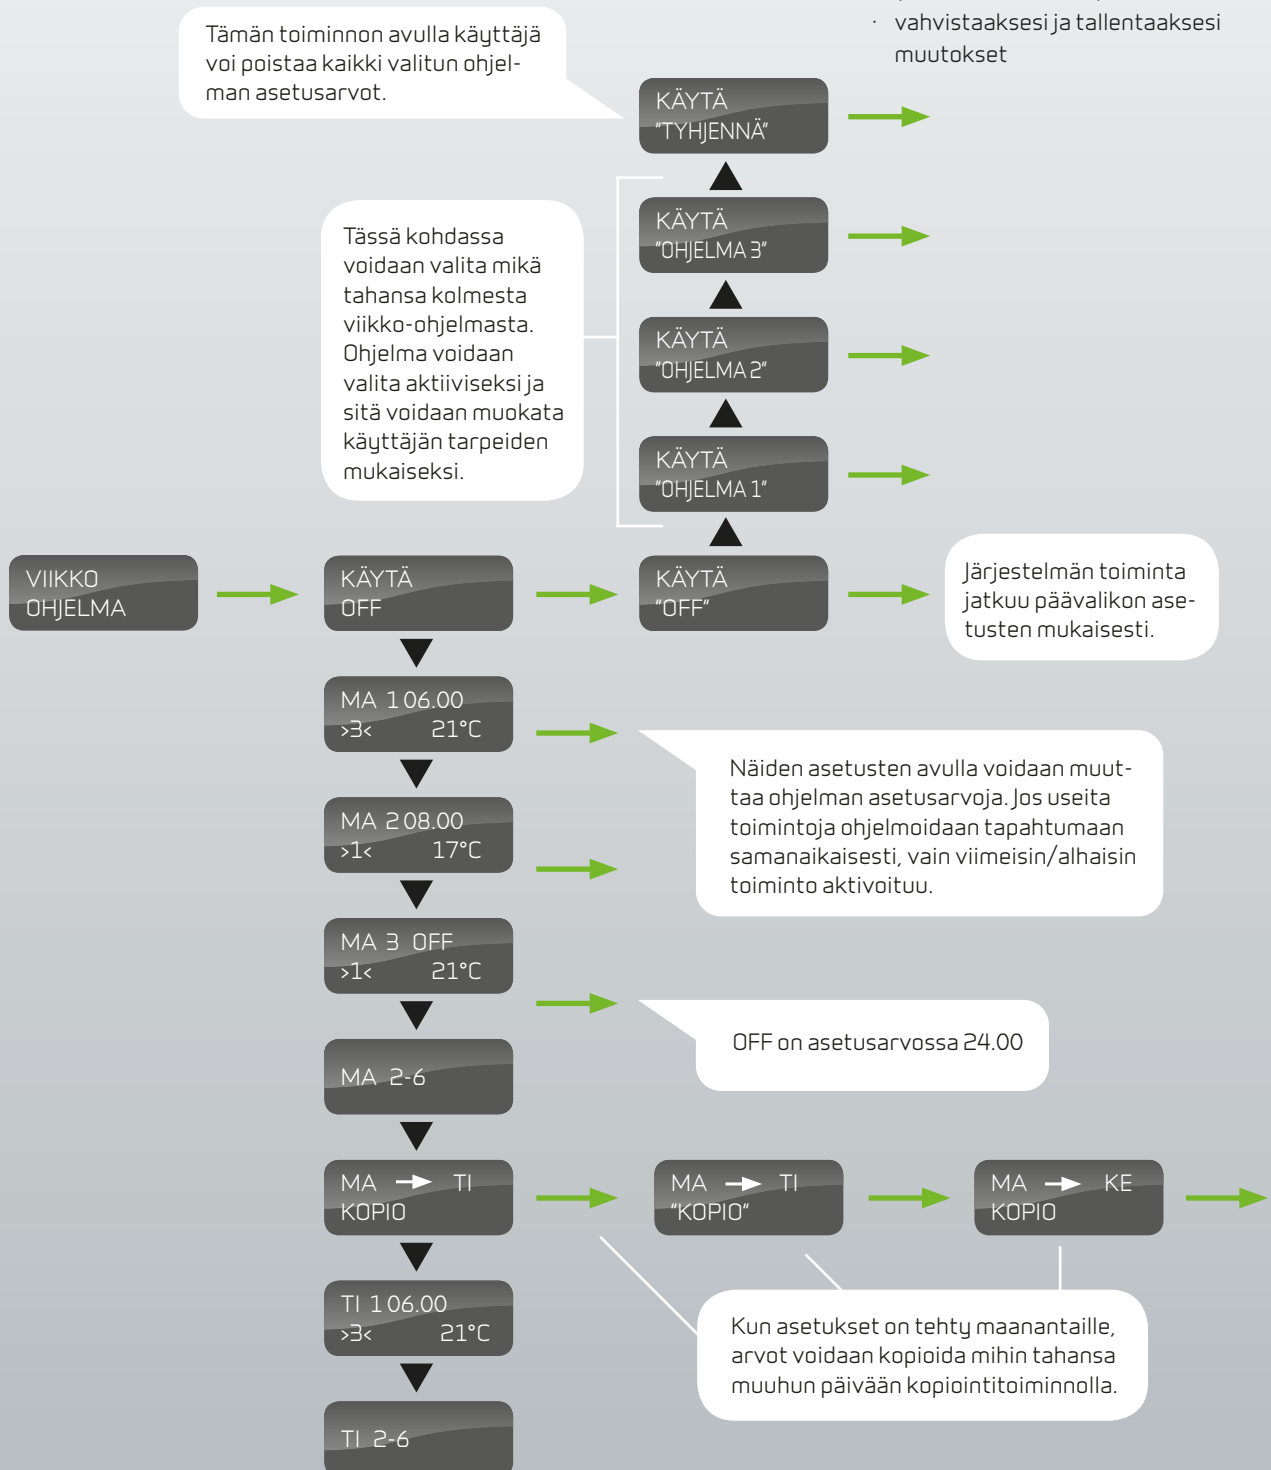 · vahvistaaksesi ja tallentaaksesi
muutokset
Tämän toiminnon avulla käyttäjä
voi poistaa kaikki valitun ohjel-
man asetusarvot.
KÄYTÄ
"TYHJENNÄ"
KÄYTÄ
"OHJELMA 3"
Tässä kohdassa
voidaan valita mikä
tahansa kolmesta
viikko-ohjelmasta.
Ohjelma voidaan
valita aktiiviseksi ja
sitä voidaan muokata
käyttäjän tarpeiden
mukaiseksi.
KÄYTÄ
"OHJELMA 2"
KÄYTÄ
"OHJELMA 1"
VIIKKO
OHJELMA
KÄYTÄ
OFF
KÄYTÄ
"OFF"
Järjestelmän toiminta
jatkuu päävalikon ase-
tusten mukaisesti.
MA 1 06.00
>3< 21°C
Näiden asetusten avulla voidaan muut-
taa ohjelman asetusarvoja. Jos useita
toimintoja ohjelmoidaan tapahtumaan
samanaikaisesti, vain viimeisin/alhaisin
toiminto aktivoituu.
MA 2 08.00
>1< 17°C
MA 3 OFF
>1< 21°C
OFF on asetusarvossa 24.00
MA 2-6
MA → TI
KOPIO
MA → TI
"KOPIO"
MA → KE
KOPIO
TI 1 06.00
>3< 21°C
Kun asetukset on tehty maanantaille,
arvot voidaan kopioida mihin tahansa
muuhun päivään kopiointitoiminnolla.
TI 2-6